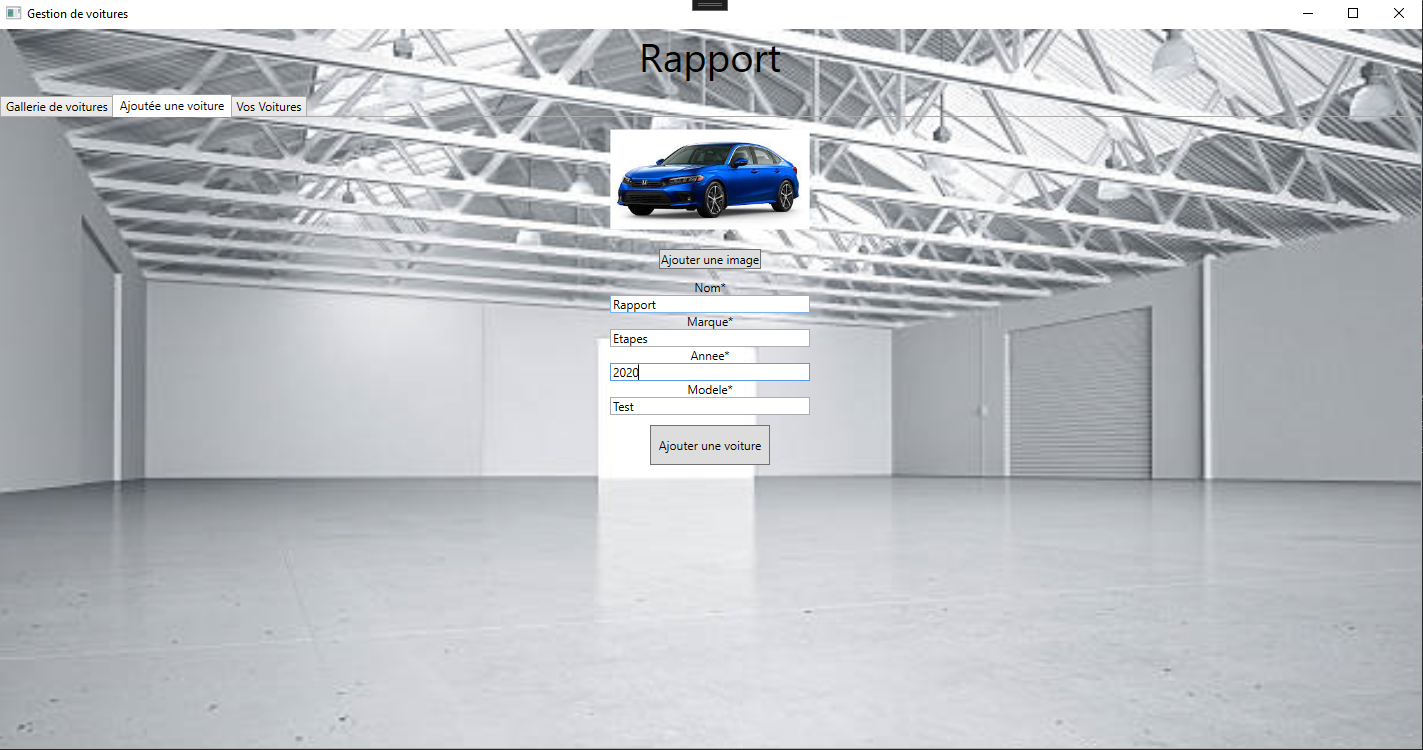 Gestion de voitures
Rapport
Gallerie de voitures
Ajoutée une voiture
Vos Voitures
Ajouter une image
Nom*
Rapport
Marque*
Etapes
Annee*
2020
Modele*
Test
Ajouter une voiture